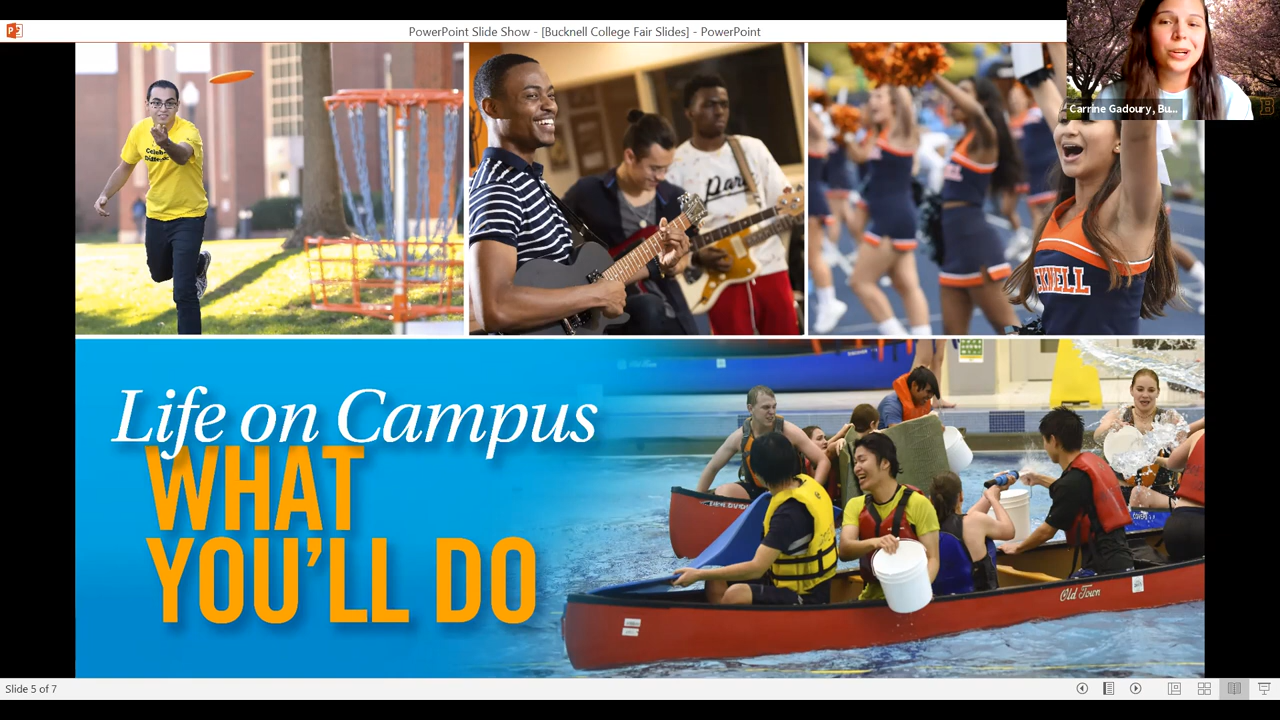 PowerPoint Slide Show - [Bucknell College Fair Slides] - PowerPoint
Carrine Gadoury, Bu...
CKNELL
Life on Campus
WHAT
YOU'LL DO
Old Town
Slide 5 of 7